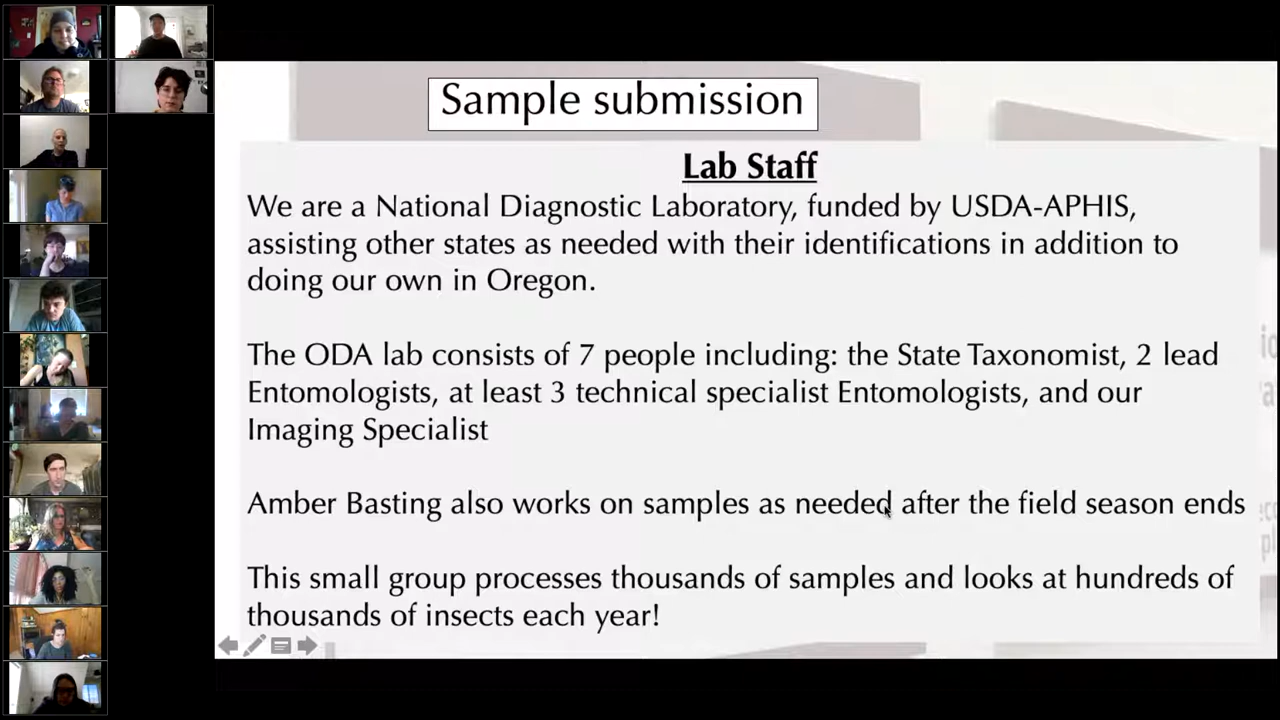 Sample submission
Lab Staff
We are a National Diagnostic Laboratory, funded by USDA-APHIS,
assisting other states as needed with their identifications in addition to
doing our own in Oregon.
The ODA lab consists of 7 people including: the State Taxonomist, 2 lead
Entomologists, at least 3 technical specialist Entomologists, and our
Imaging Specialist
Amber Basting also works on samples as needed after the field season ends
This small group processes thousands of samples and looks at hundreds of
thousands of insects each year!